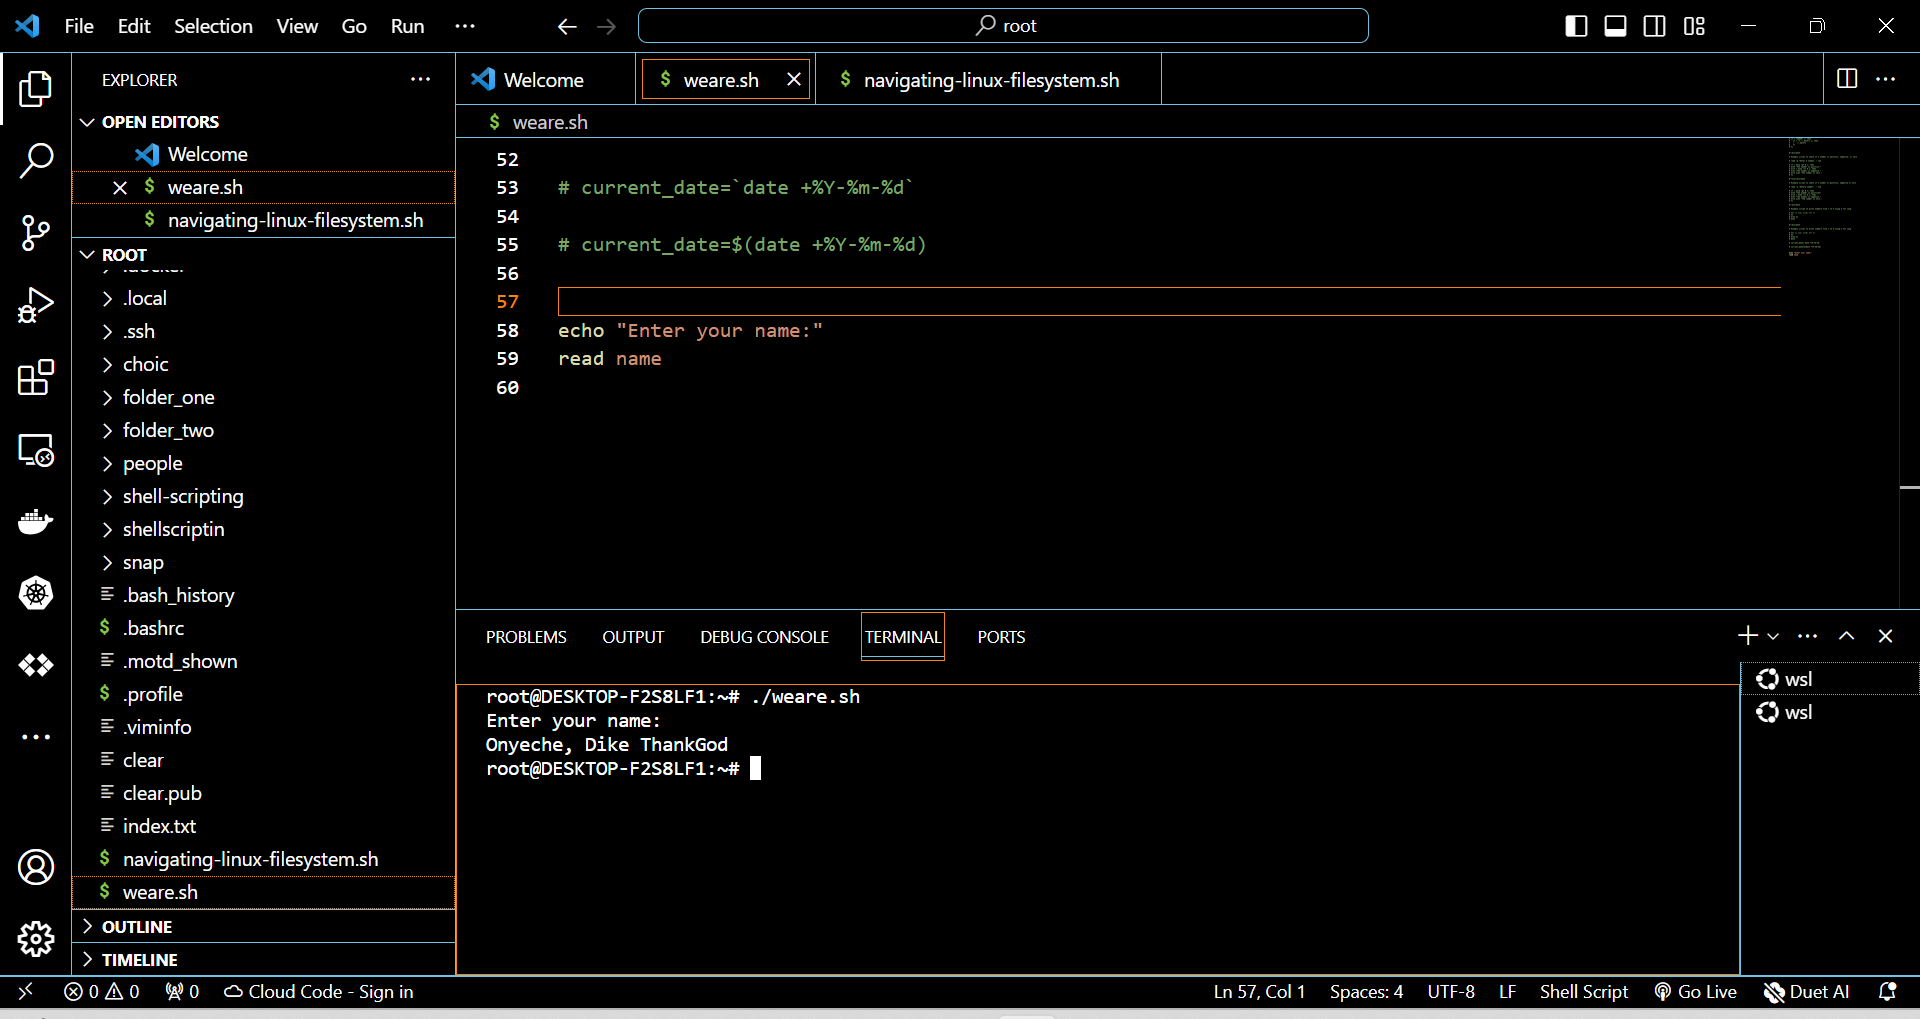 File Edit Selection View Go Run ··· root
EXPLORER ···
OPEN EDITORS
Welcome
$ weare.sh
$ navigating-linux-filesystem.sh
ROOT
.local
.ssh
choic
folder_one
folder_two
people
shell-scripting
shellscriptin
snap
.bash_history
$ .bashrc
.motd_shown
$ .profile
.viminfo
clear
clear.pub
index.txt
$ navigating-linux-filesystem.sh
$ weare.sh
OUTLINE
TIMELINE
Welcome $ weare.sh $ navigating-linux-filesystem.sh ···
$ weare.sh
52
53 # current_date=`date +%Y-%m-%d`
54
55 # current_date=$(date +%Y-%m-%d)
56
57
58 echo "Enter your name:"
59 read name
60
PROBLEMS OUTPUT DEBUG CONSOLE TERMINAL PORTS
root@DESKTOP-F2S8LF1:~# ./weare.sh
Enter your name:
Onyeche, Dike ThankGod
root@DESKTOP-F2S8LF1:~#
wsl
wsl
0 0 0 Cloud Code - Sign in Ln 57, Col 1 Spaces: 4 UTF-8 LF Shell Script Go Live Duet AI